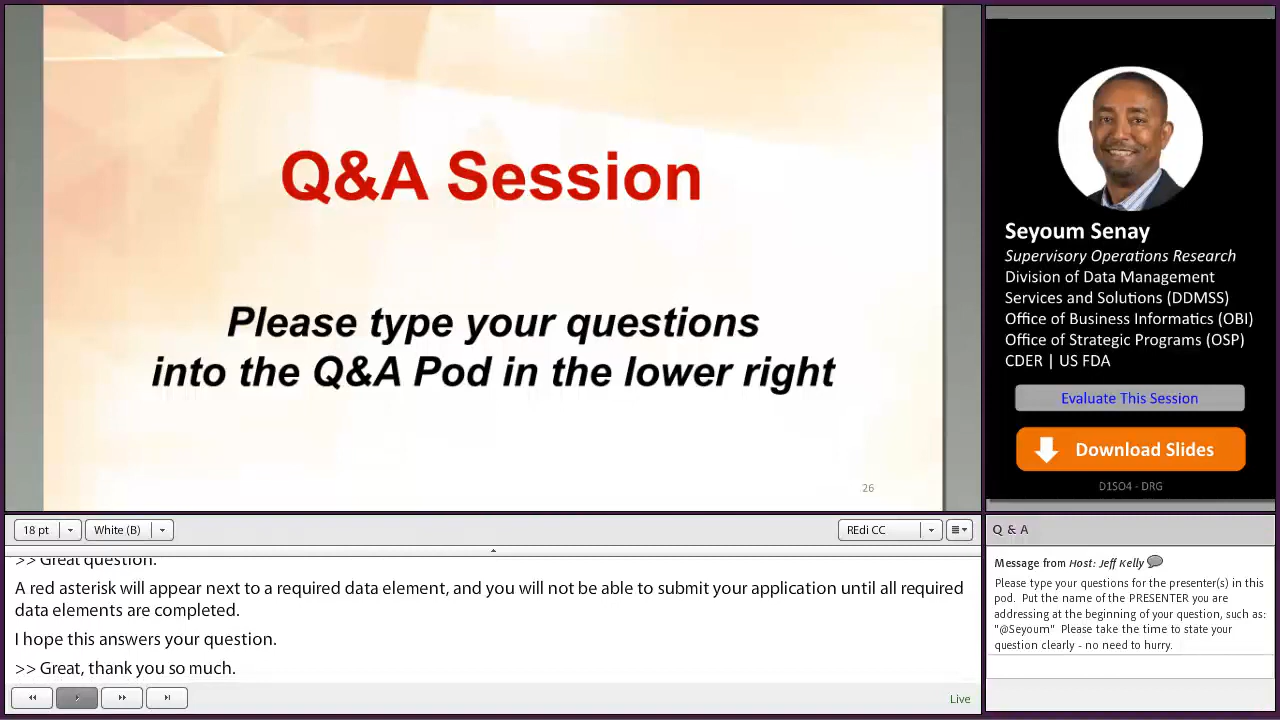 Q&A Session
Please type your questions
into the Q&A Pod in the lower right
26
Seyoum Senay
Supervisory Operations Research
Division of Data Management
Services and Solutions (DDMSS)
Office of Business Informatics (OBI)
Office of Strategic Programs (OSP)
CDER | US FDA
Evaluate This Session
Download Slides
D1SO4 - DRG
18 pt
White (B)
REdi CC
>> Great question.
A red asterisk will appear next to a required data element, and you will not be able to submit your application until all required
data elements are completed.
I hope this answers your question.
>> Great, thank you so much.
Live
Q & A
Message from Host: Jeff Kelly
Please type your questions for the presenter(s) in this
pod. Put the name of the PRESENTER you are
addressing at the beginning of your question, such as:
"@Seyoum" Please take the time to state your
question clearly - no need to hurry.